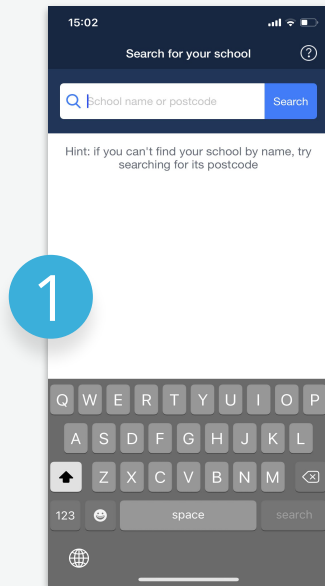 15:02
Search for your school ?
School name or postcode Search
Hint: if you can't find your school by name, try
searching for its postcode
1
Q W E R T Y U I O P
A S D F G H J K L
Z X C V B N M
123 space search